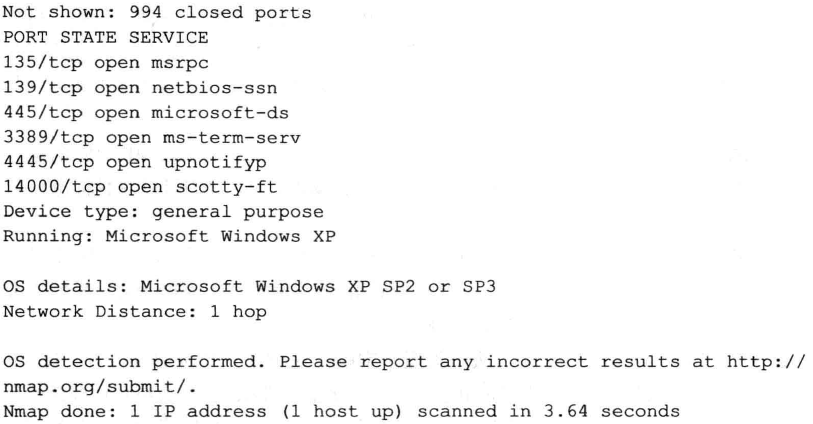 Not shown: 994 closed ports
PORT STATE SERVICE
135/tcp open msrpc
139/tcp open netbios-ssn
445/tcp open microsoft-ds
3389/tcp open ms-term-serv
4445/tcp open upnotifyp
14000/tcp open scotty-ft
Device type: general purpose
Running: Microsoft Windows XP
OS details: Microsoft Windows XP SP2 or SP3
Network Distance: 1 hop
OS detection performed. Please report any incorrect results at http://
nmap.org/submit/.
Nmap done: 1 IP address (1 host up) scanned in 3.64 seconds